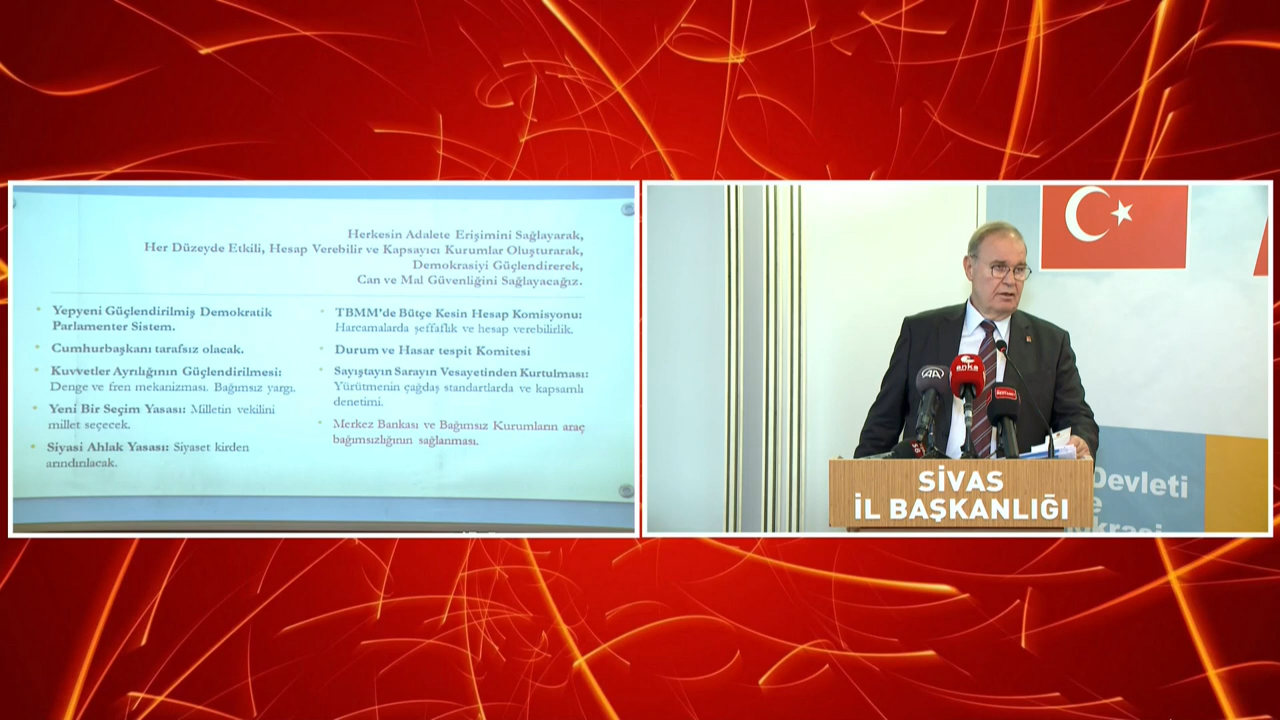 Herkesin Adalete Erişimini Sağlayarak,
Her Düzeyde Etkili, Hesap Verebilir ve Kapsayıcı Kurumlar Oluşturarak,
Demokrasiyi Güçlendirerek,
Can ve Mal Güvenliğini Sağlayacağız.
Yepyeni Güçlendirilmiş Demokratik
Parlamenter Sistem.
Cumhurbaşkanı tarafsız olacak.
Kuvvetler Ayrılığının Güçlendirilmesi:
Denge ve fren mekanizması. Bağımsız yargı.
Yeni Bir Seçim Yasası: Milletin vekilini
millet seçecek.
Siyasi Ahlak Yasası: Siyaset kirden
arındırılacak.
TBMM'de Bütçe Kesin Hesap Komisyonu:
Harcamalarda şeffaflık ve hesap verebilirlik.
Durum ve Hasar tespit Komitesi
Sayıştayın Sarayın Vesayetinden Kurtulması:
Yürütmenin çağdaş standartlarda ve kapsamlı
denetimi.
Merkez Bankası ve Bağımsız Kurumların araç
bağımsızlığının sağlanması.
AA
anka
SİVAS
İL BAŞKANLIĞI
Devleti